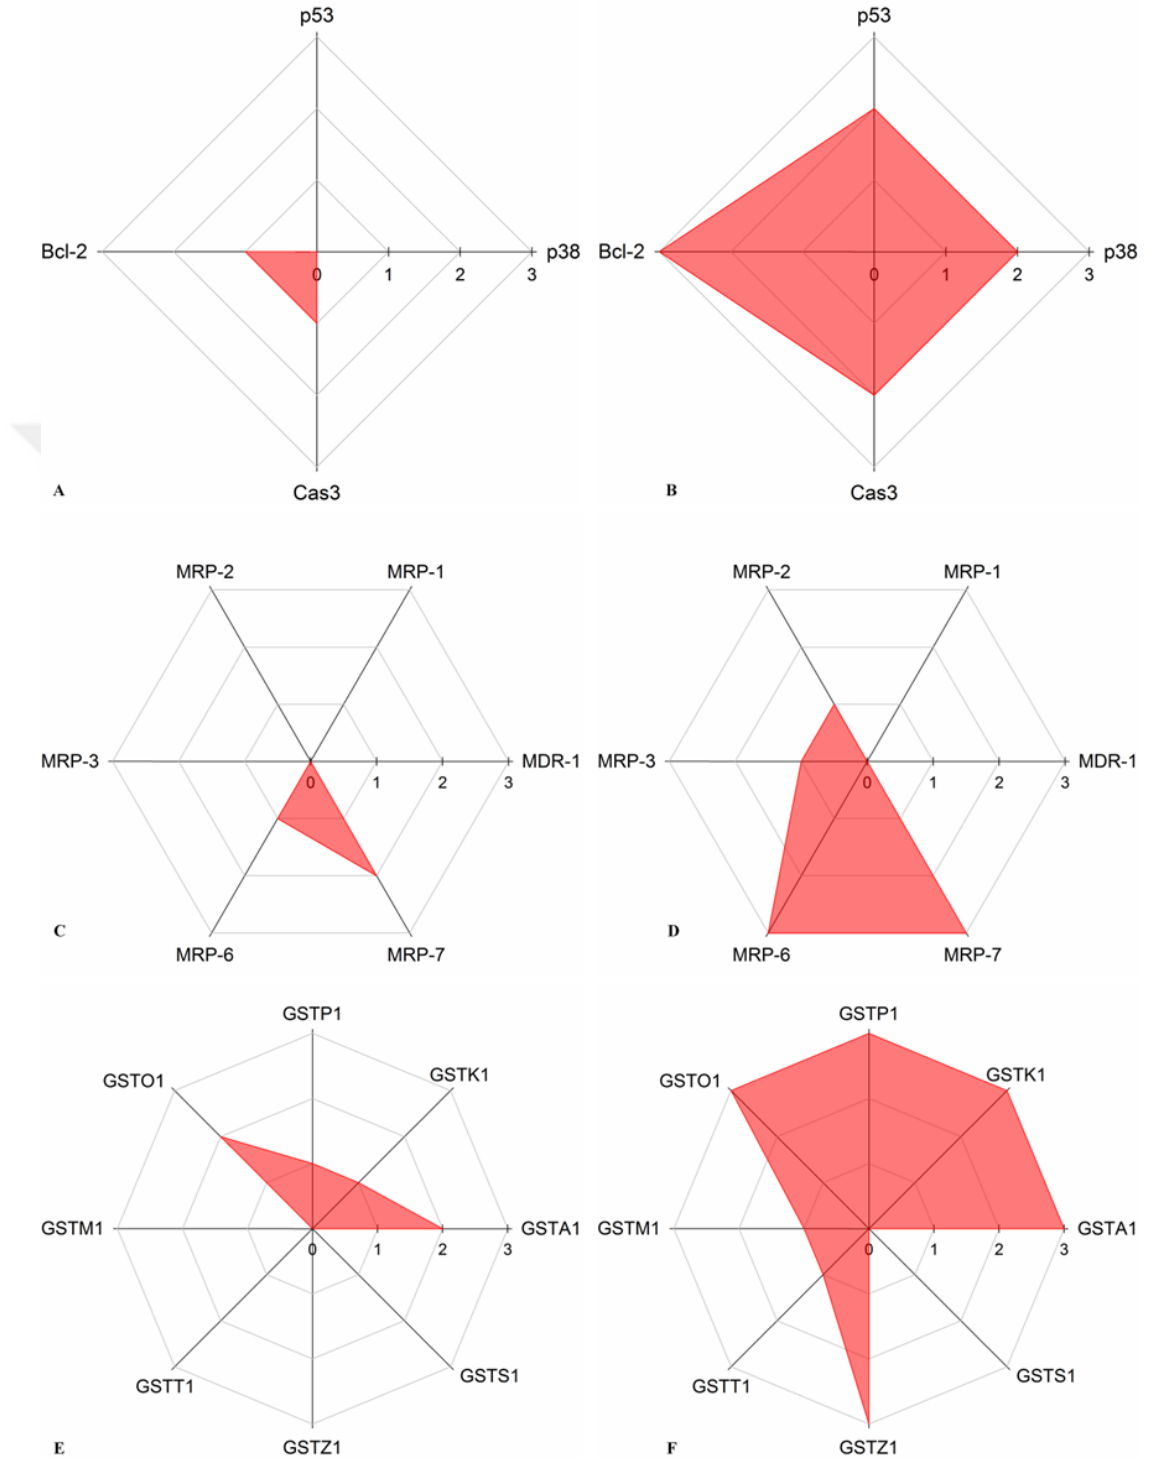 p53
p53
Bcl-2
p38
0 1 2 3
Bcl-2
p38
0 1 2 3
A
Cas3
B
Cas3
MRP-2 MRP-1
MRP-2 MRP-1
MRP-3
MDR-1
0 1 2 3
MRP-3
MDR-1
0 1 2 3
C
MRP-6 MRP-7
D
MRP-6 MRP-7
GSTP1
GSTP1
GSTO1 GSTK1
GSTO1 GSTK1
GSTM1
GSTA1
0 1 2 3
GSTM1
GSTA1
0 1 2 3
GSTT1 GSTS1
GSTT1 GSTS1
E
GSTZ1
F
GSTZ1